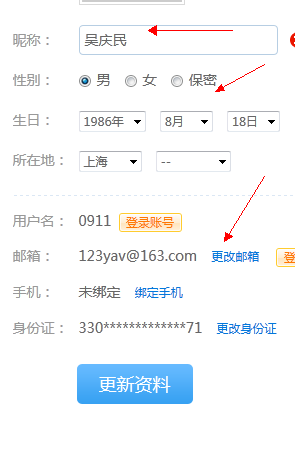 昵称： 吴庆民
性别： 男 女 保密
生日： 1986年 8月 18日
所在地： 上海 --
用户名： 0911 登录账号
邮箱： 123yav@163.com 更改邮箱 登
手机： 未绑定 绑定手机
身份证： 330*************71 更改身份证
更新资料